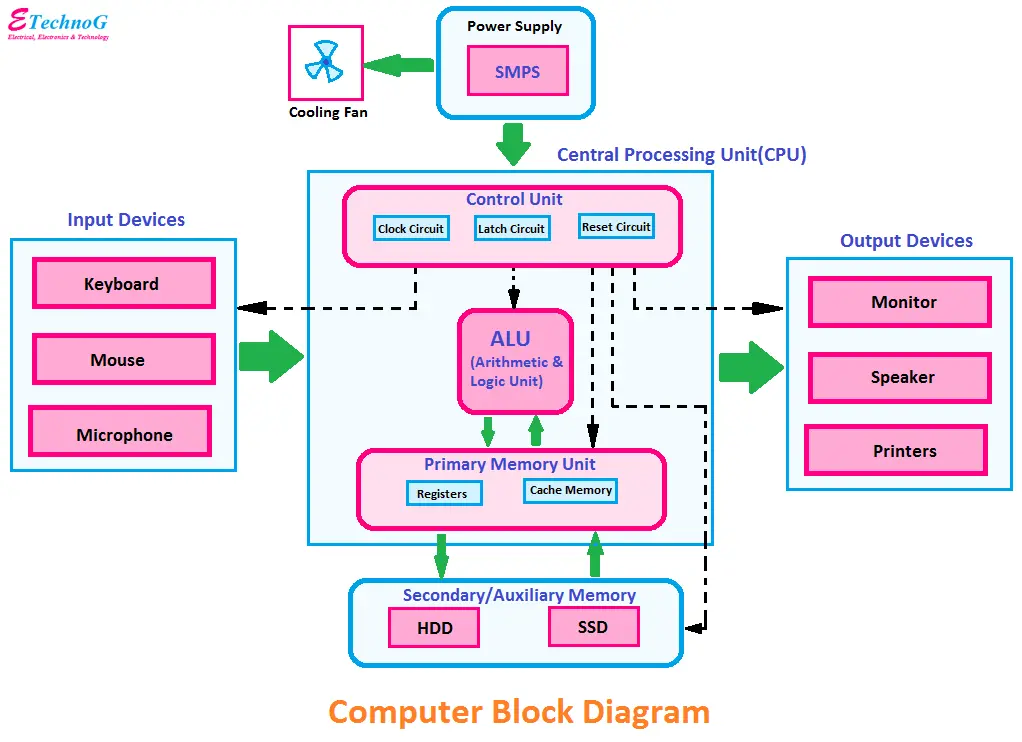 ETechnoG
Electrical, Electronics & Technology
Power Supply
SMPS
Cooling Fan
Central Processing Unit(CPU)
Control Unit
Clock Circuit
Latch Circuit
Reset Circuit
Input Devices
Keyboard
Mouse
Microphone
Output Devices
Monitor
Speaker
Printers
ALU
(Arithmetic &
Logic Unit)
Primary Memory Unit
Registers
Cache Memory
Secondary/Auxiliary Memory
HDD
SSD
Computer Block Diagram